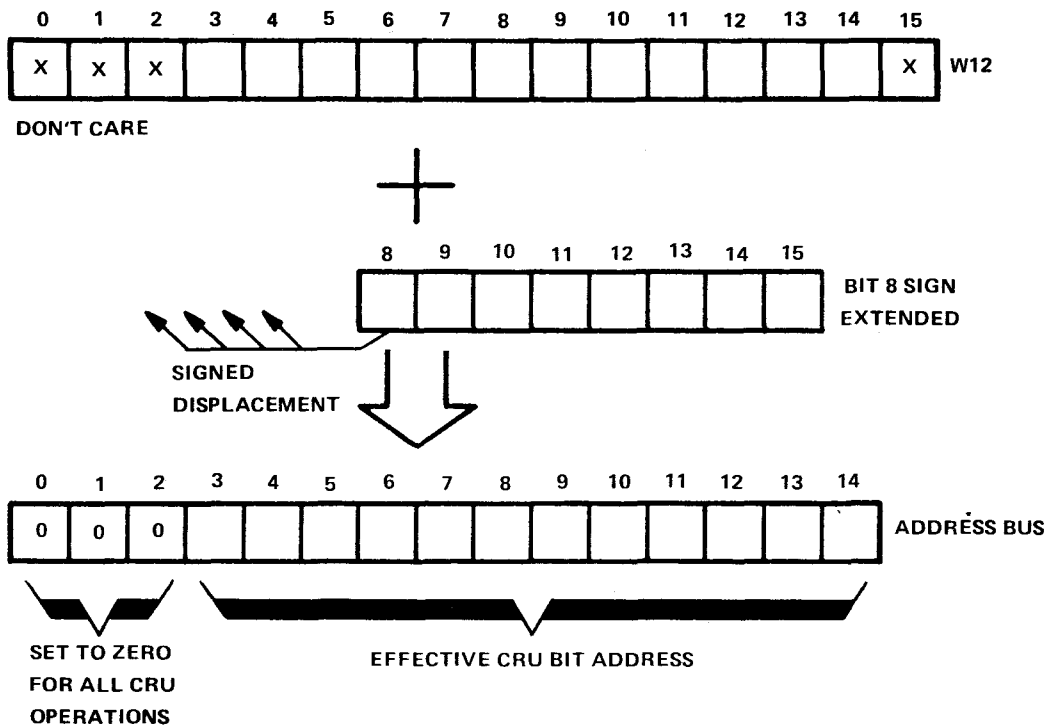 0 1 2 3 4 5 6 7 8 9 10 11 12 13 14 15
X X X X W12
DON'T CARE
8 9 10 11 12 13 14 15
BIT 8 SIGN
EXTENDED
SIGNED
DISPLACEMENT
0 1 2 3 4 5 6 7 8 9 10 11 12 13 14
0 0 0 ADDRESS BUS
SET TO ZERO
FOR ALL CRU
OPERATIONS
EFFECTIVE CRU BIT ADDRESS